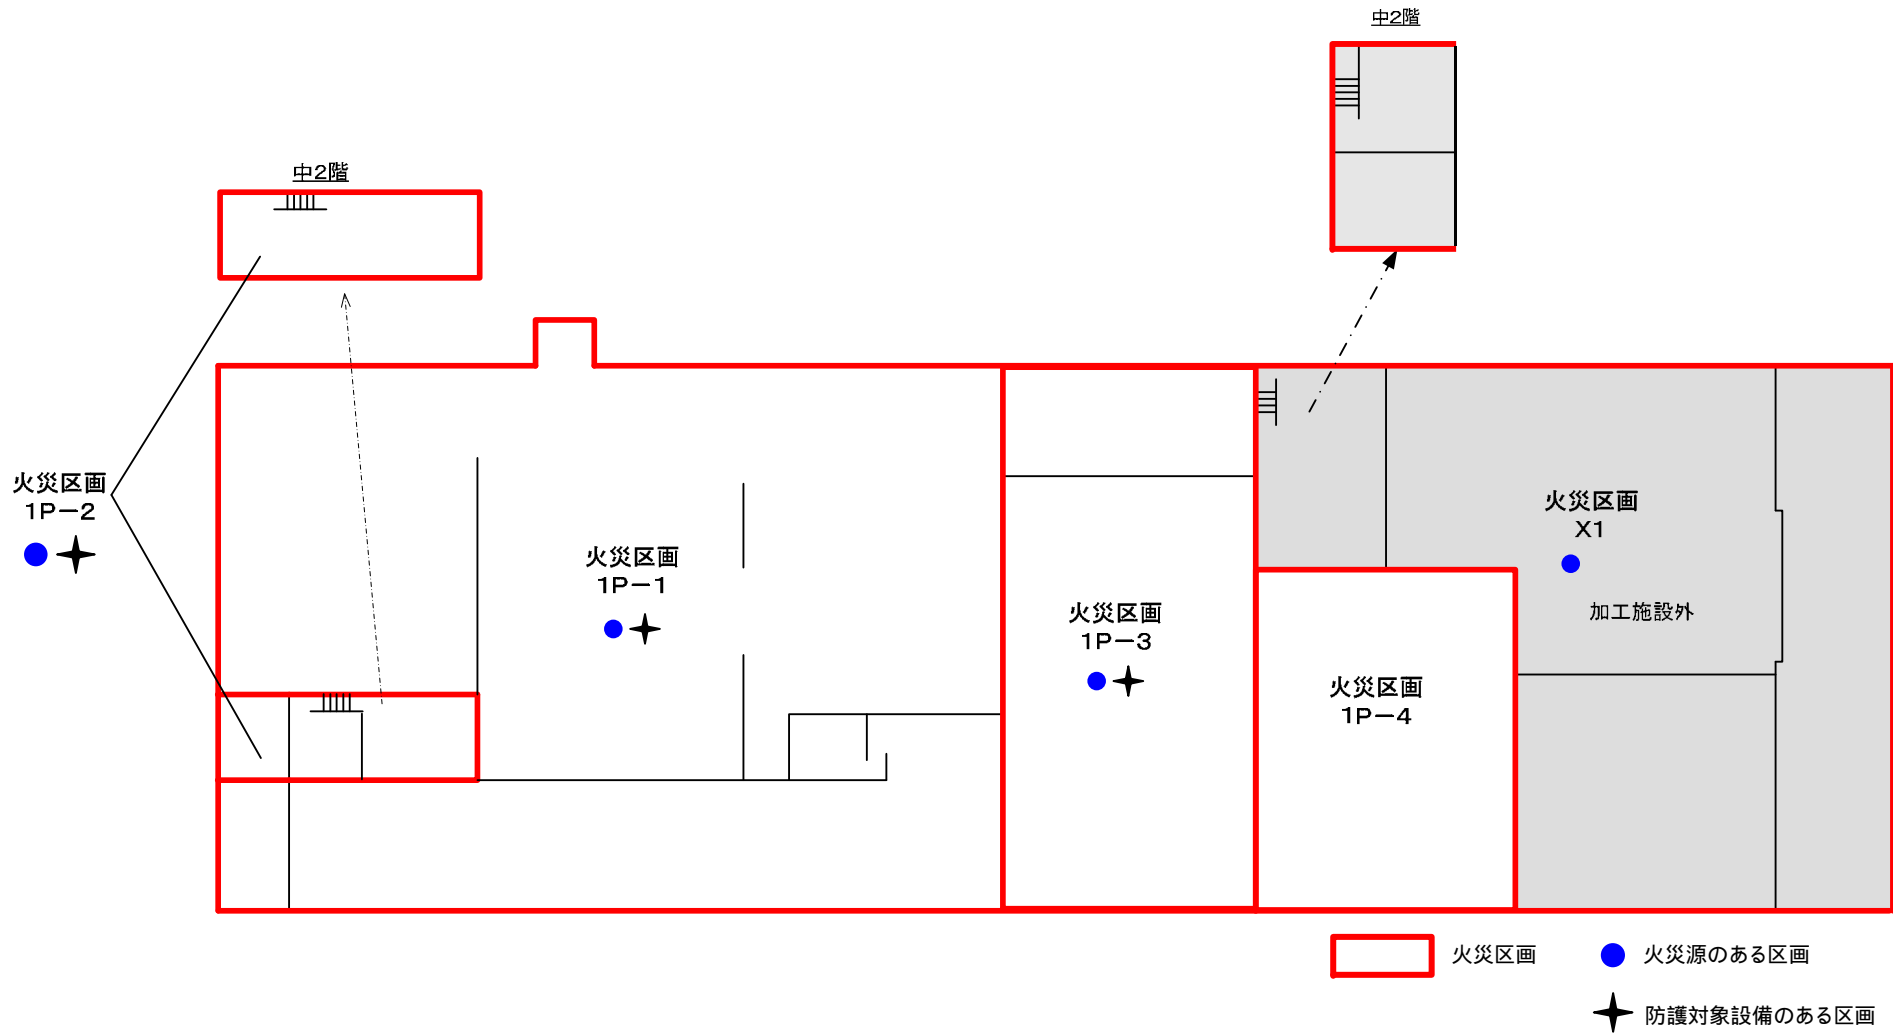 中2階
中2階
火災区画
1P－2
火災区画
1P－1
火災区画
1P－3
火災区画
1P－4
火災区画
X1
加工施設外
火災区画
火災源のある区画
防護対象設備のある区画